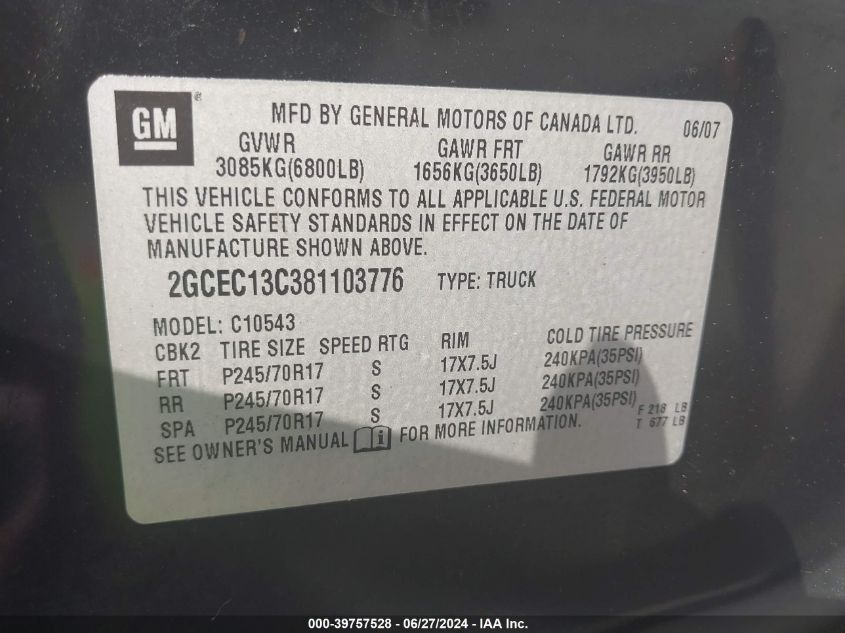 GM ®
MFD BY GENERAL MOTORS OF CANADA LTD. 06/07
GVWR GAWR FRT GAWR RR
3085KG(6800LB) 1656KG(3650LB) 1792KG(3950LB)
THIS VEHICLE CONFORMS TO ALL APPLICABLE U.S. FEDERAL MOTOR
VEHICLE SAFETY STANDARDS IN EFFECT ON THE DATE OF
MANUFACTURE SHOWN ABOVE.
2GCEC13C381103776 TYPE: TRUCK
MODEL: C10543
CBK2 TIRE SIZE SPEED RTG RIM COLD TIRE PRESSURE
FRT P245/70R17 S 17X7.5J 240KPA(35PSI)
RR P245/70R17 S 17X7.5J 240KPA(35PSI)
SPA P245/70R17 S 17X7.5J 240KPA(35PSI) F 218 LB
SEE OWNER'S MANUAL i FOR MORE INFORMATION. T 677 LB
000-39757528 - 06/27/2024 - IAA Inc.